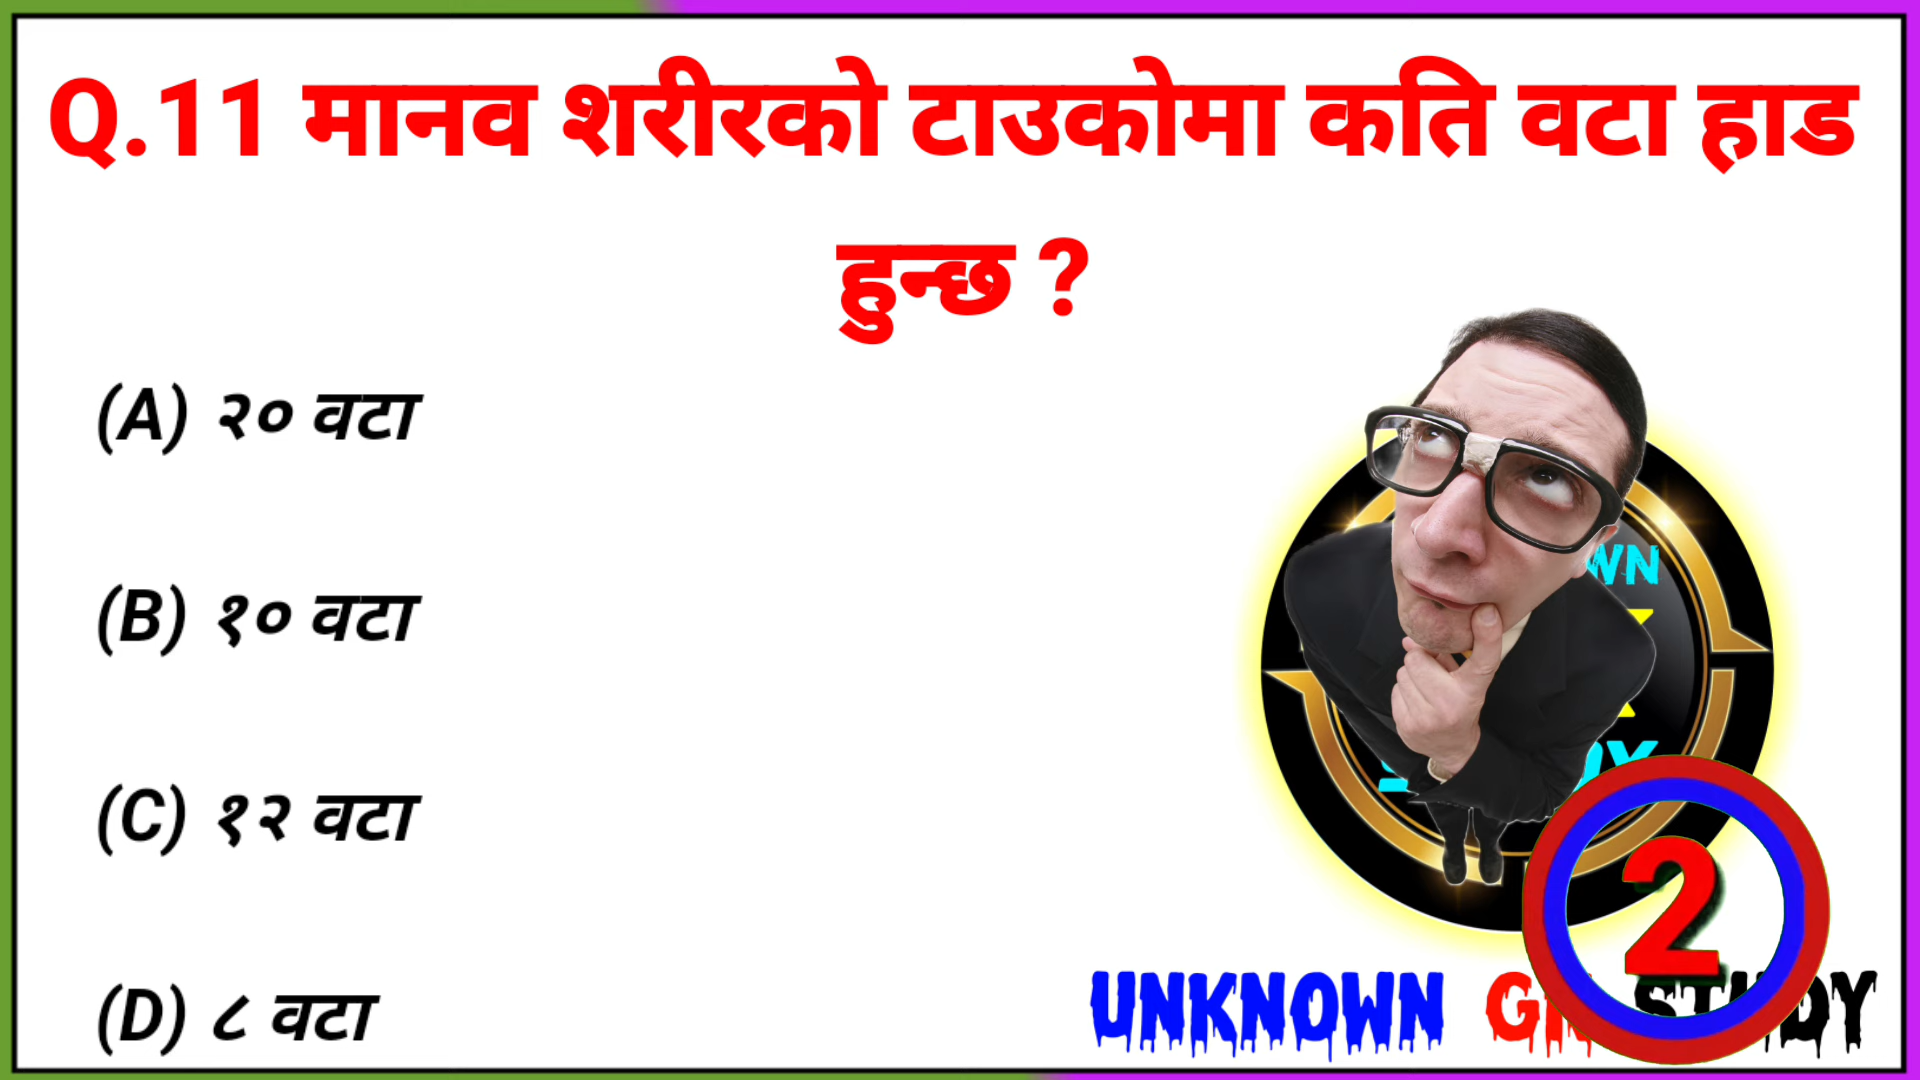 Q.11 मानव शरीरको टाउकोमा कति वटा हाड
हुन्छ ?
(A) २० वटा
(B) १० वटा
(C) १२ वटा
(D) ८ वटा
2
UNKNOWN